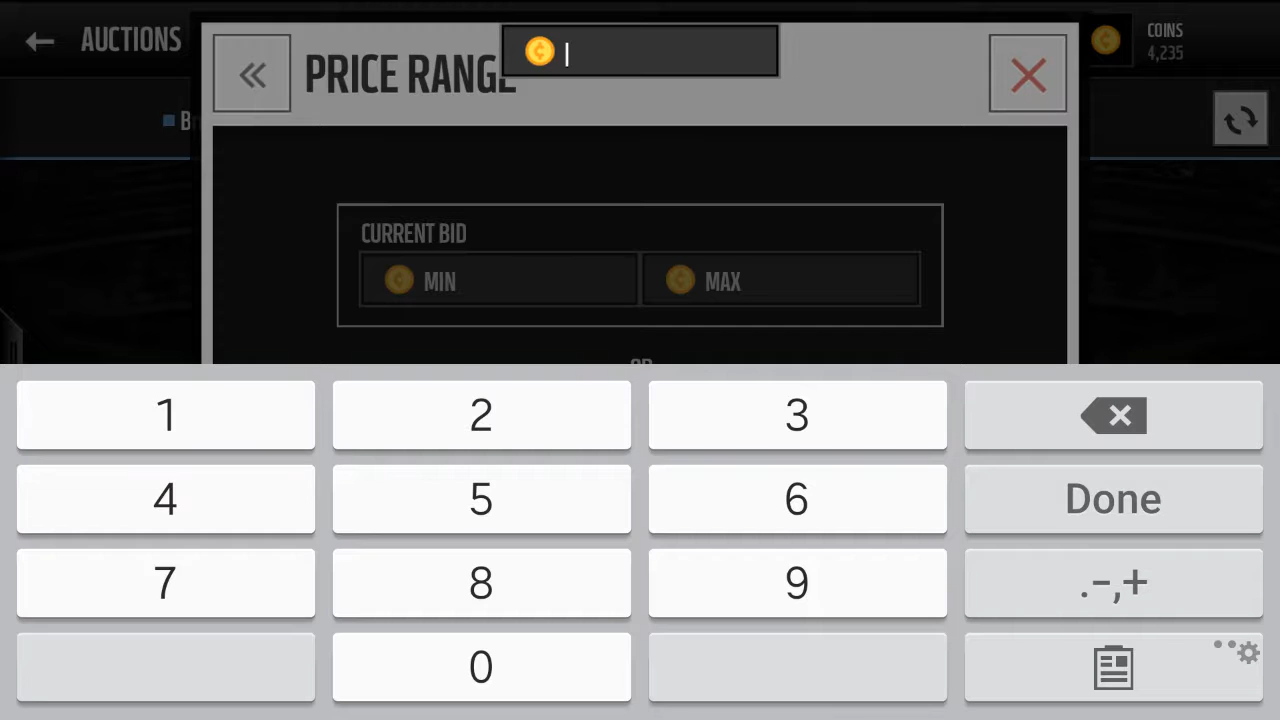 AUCTIONS
COINS
4,235
PRICE RANGE
B
CURRENT BID
MIN MAX
OR
1 2 3
4 5 6 Done
7 8 9 .-,+
0